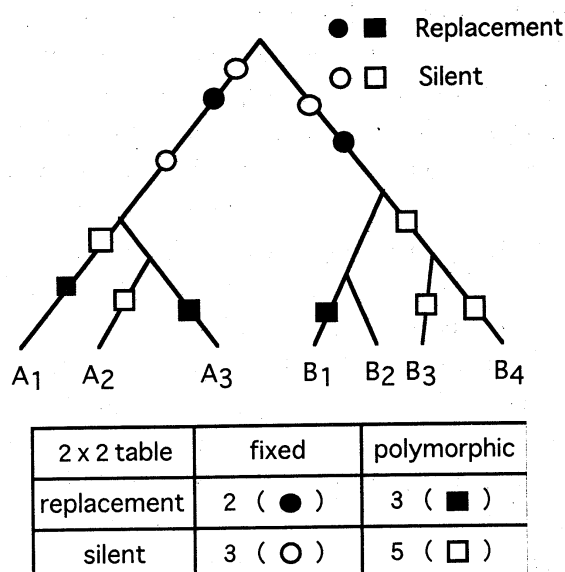 Replacement
Silent
A1 A2 A3 B1 B2 B3 B4
2 x 2 table fixed polymorphic
replacement 2 ( ● ) 3 ( ■ )
silent 3 ( ○ ) 5 ( □ )